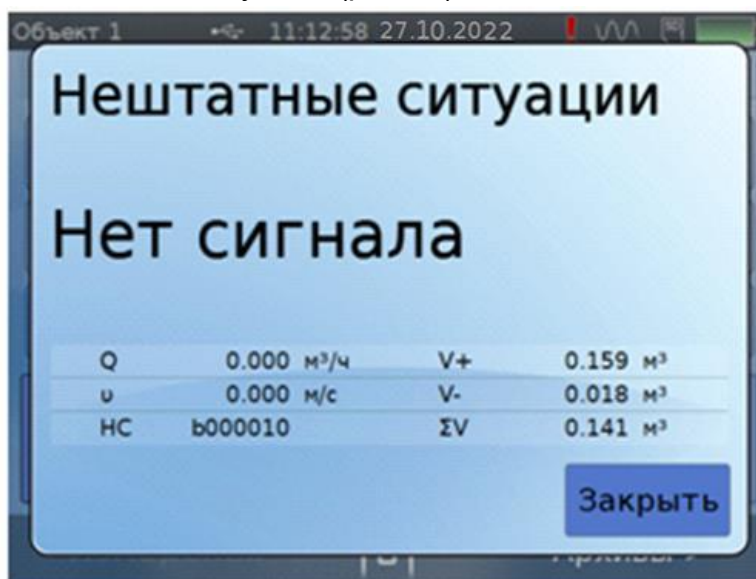 Объект 1 11:12:58 27.10.2022 !
Нештатные ситуации
Нет сигнала
Q 0.000 м³/ч V+ 0.159 м³
υ 0.000 м/с V- 0.018 м³
НС b000010 ΣV 0.141 м³
Закрыть